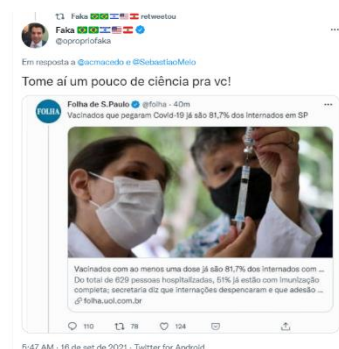 Faka 🇧🇷🇧🇷🇮🇱🇺🇸🇱🇧 retweetou
Faka 🇧🇷🇧🇷🇮🇱🇺🇸🇱🇧
@opropriofaka
Em resposta a @acmacedo e @SebastiaoMelo
Tome aí um pouco de ciência pra vc!
FOLHA
Folha de S.Paulo @folha · 40m
Vacinados que pegaram Covid-19 já são 81,7% dos internados em SP
Vacinados com ao menos uma dose já são 81,7% dos internados com ...
Do total de 629 pessoas hospitalizadas, 51% já estão com imunização
completa; secretaria diz que internações despencaram e que adesão ...
folha.uol.com.br
110 78 124
5:47 AM · 16 de set de 2021 · Twitter for Android